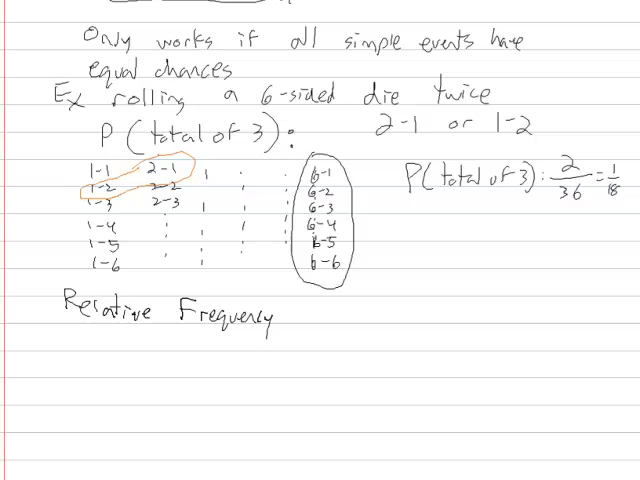 Only works if all simple events have
equal chances
Ex rolling a 6-sided die twice
P(total of 3): 2-1 or 1-2
1-1 2-1 6-1
1-2 2-2 6-2
1-3 2-3 6-3
1-4 6-4
1-5 6-5
1-6 6-6
P(total of 3): 2/36 = 1/18
Relative Frequency